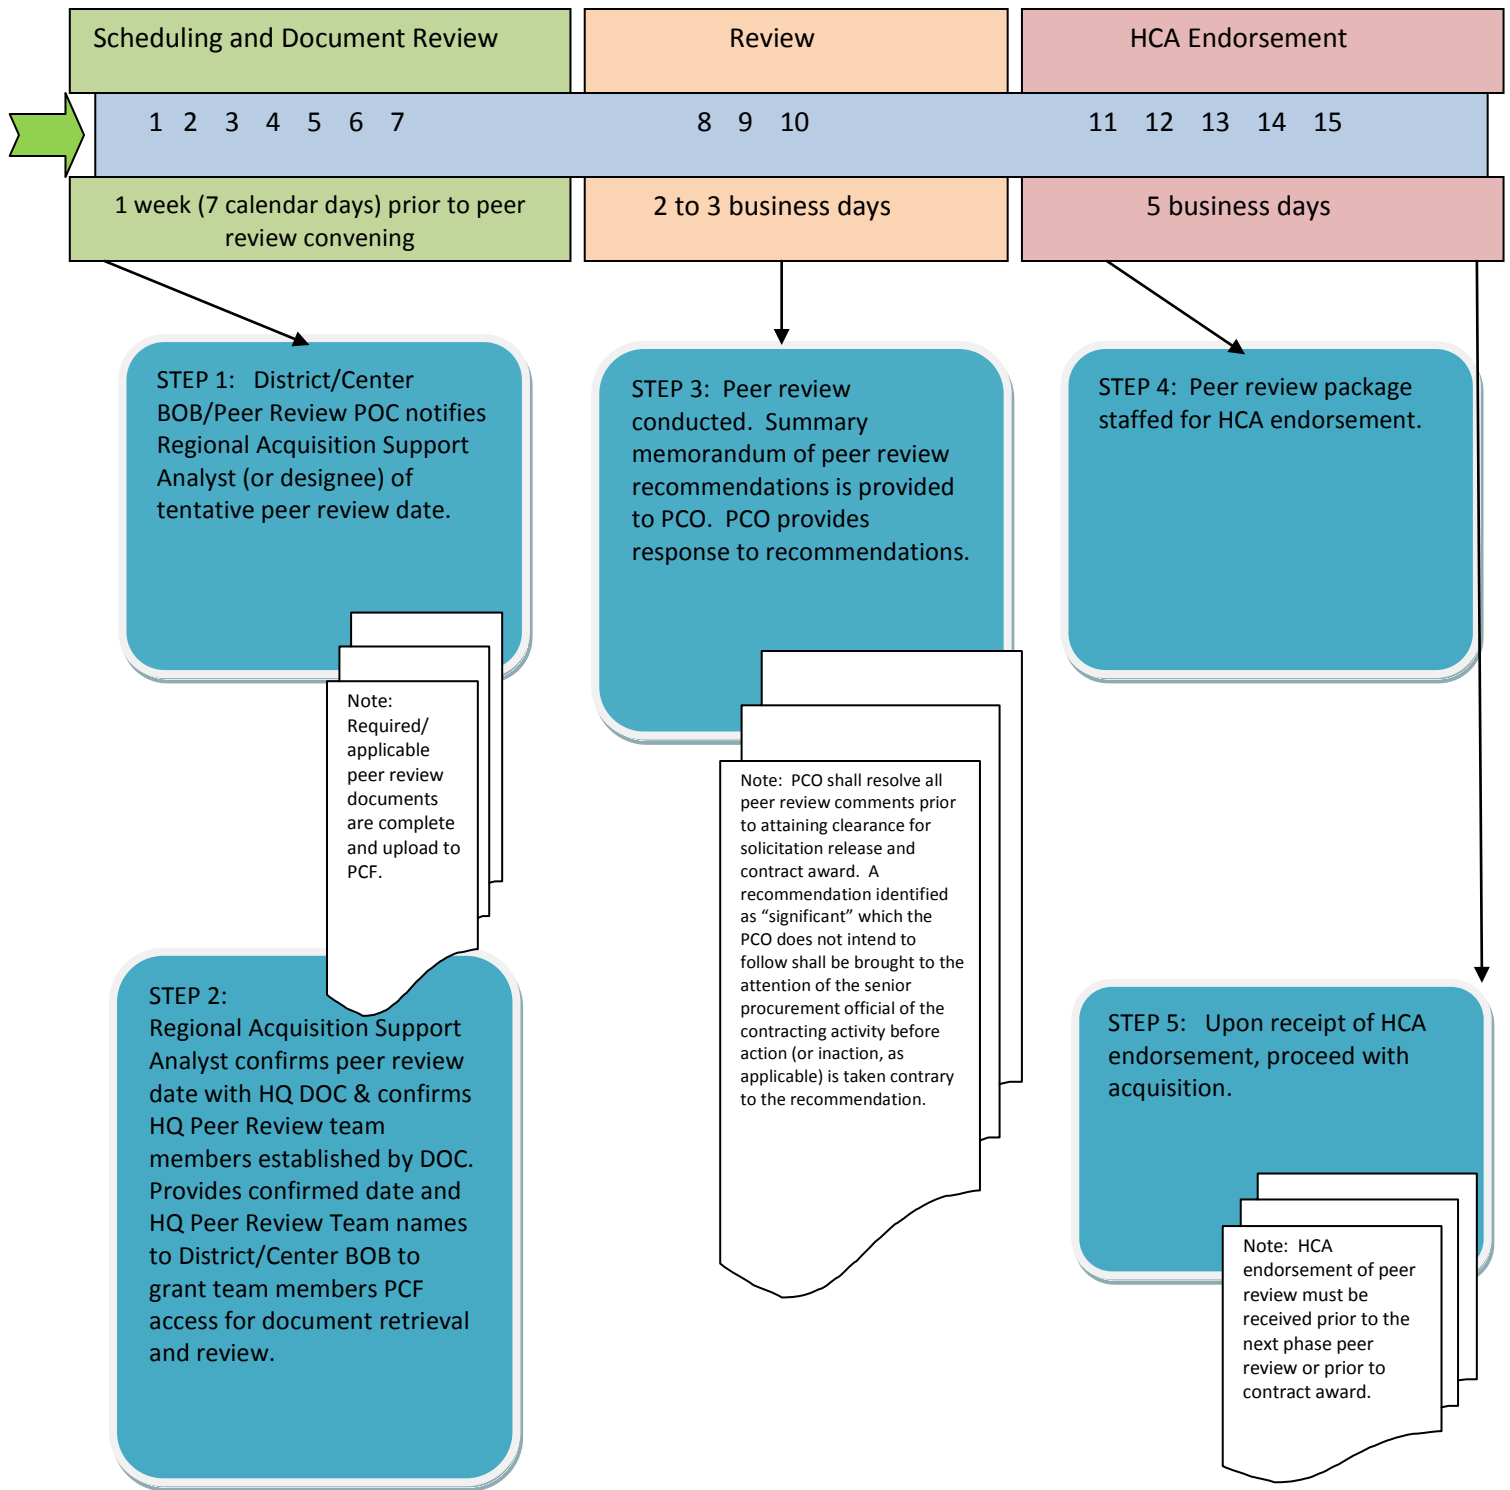 Scheduling and Document Review
Review
HCA Endorsement
1 2 3 4 5 6 7
8 9 10
11 12 13 14 15
1 week (7 calendar days) prior to peer
review convening
2 to 3 business days
5 business days
STEP 1: District/Center
BOB/Peer Review POC notifies
Regional Acquisition Support
Analyst (or designee) of
tentative peer review date.
Note:
Required/
applicable
peer review
documents
are complete
and upload to
PCF.
STEP 2:
Regional Acquisition Support
Analyst confirms peer review
date with HQ DOC & confirms
HQ Peer Review team
members established by DOC.
Provides confirmed date and
HQ Peer Review Team names
to District/Center BOB to
grant team members PCF
access for document retrieval
and review.
STEP 3: Peer review
conducted. Summary
memorandum of peer review
recommendations is provided
to PCO. PCO provides
response to recommendations.
Note: PCO shall resolve all
peer review comments prior
to attaining clearance for
solicitation release and
contract award. A
recommendation identified
as “significant” which the
PCO does not intend to
follow shall be brought to the
attention of the senior
procurement official of the
contracting activity before
action (or inaction, as
applicable) is taken contrary
to the recommendation.
STEP 4: Peer review package
staffed for HCA endorsement.
STEP 5: Upon receipt of HCA
endorsement, proceed with
acquisition.
Note: HCA
endorsement of peer
review must be
received prior to the
next phase peer
review or prior to
contract award.